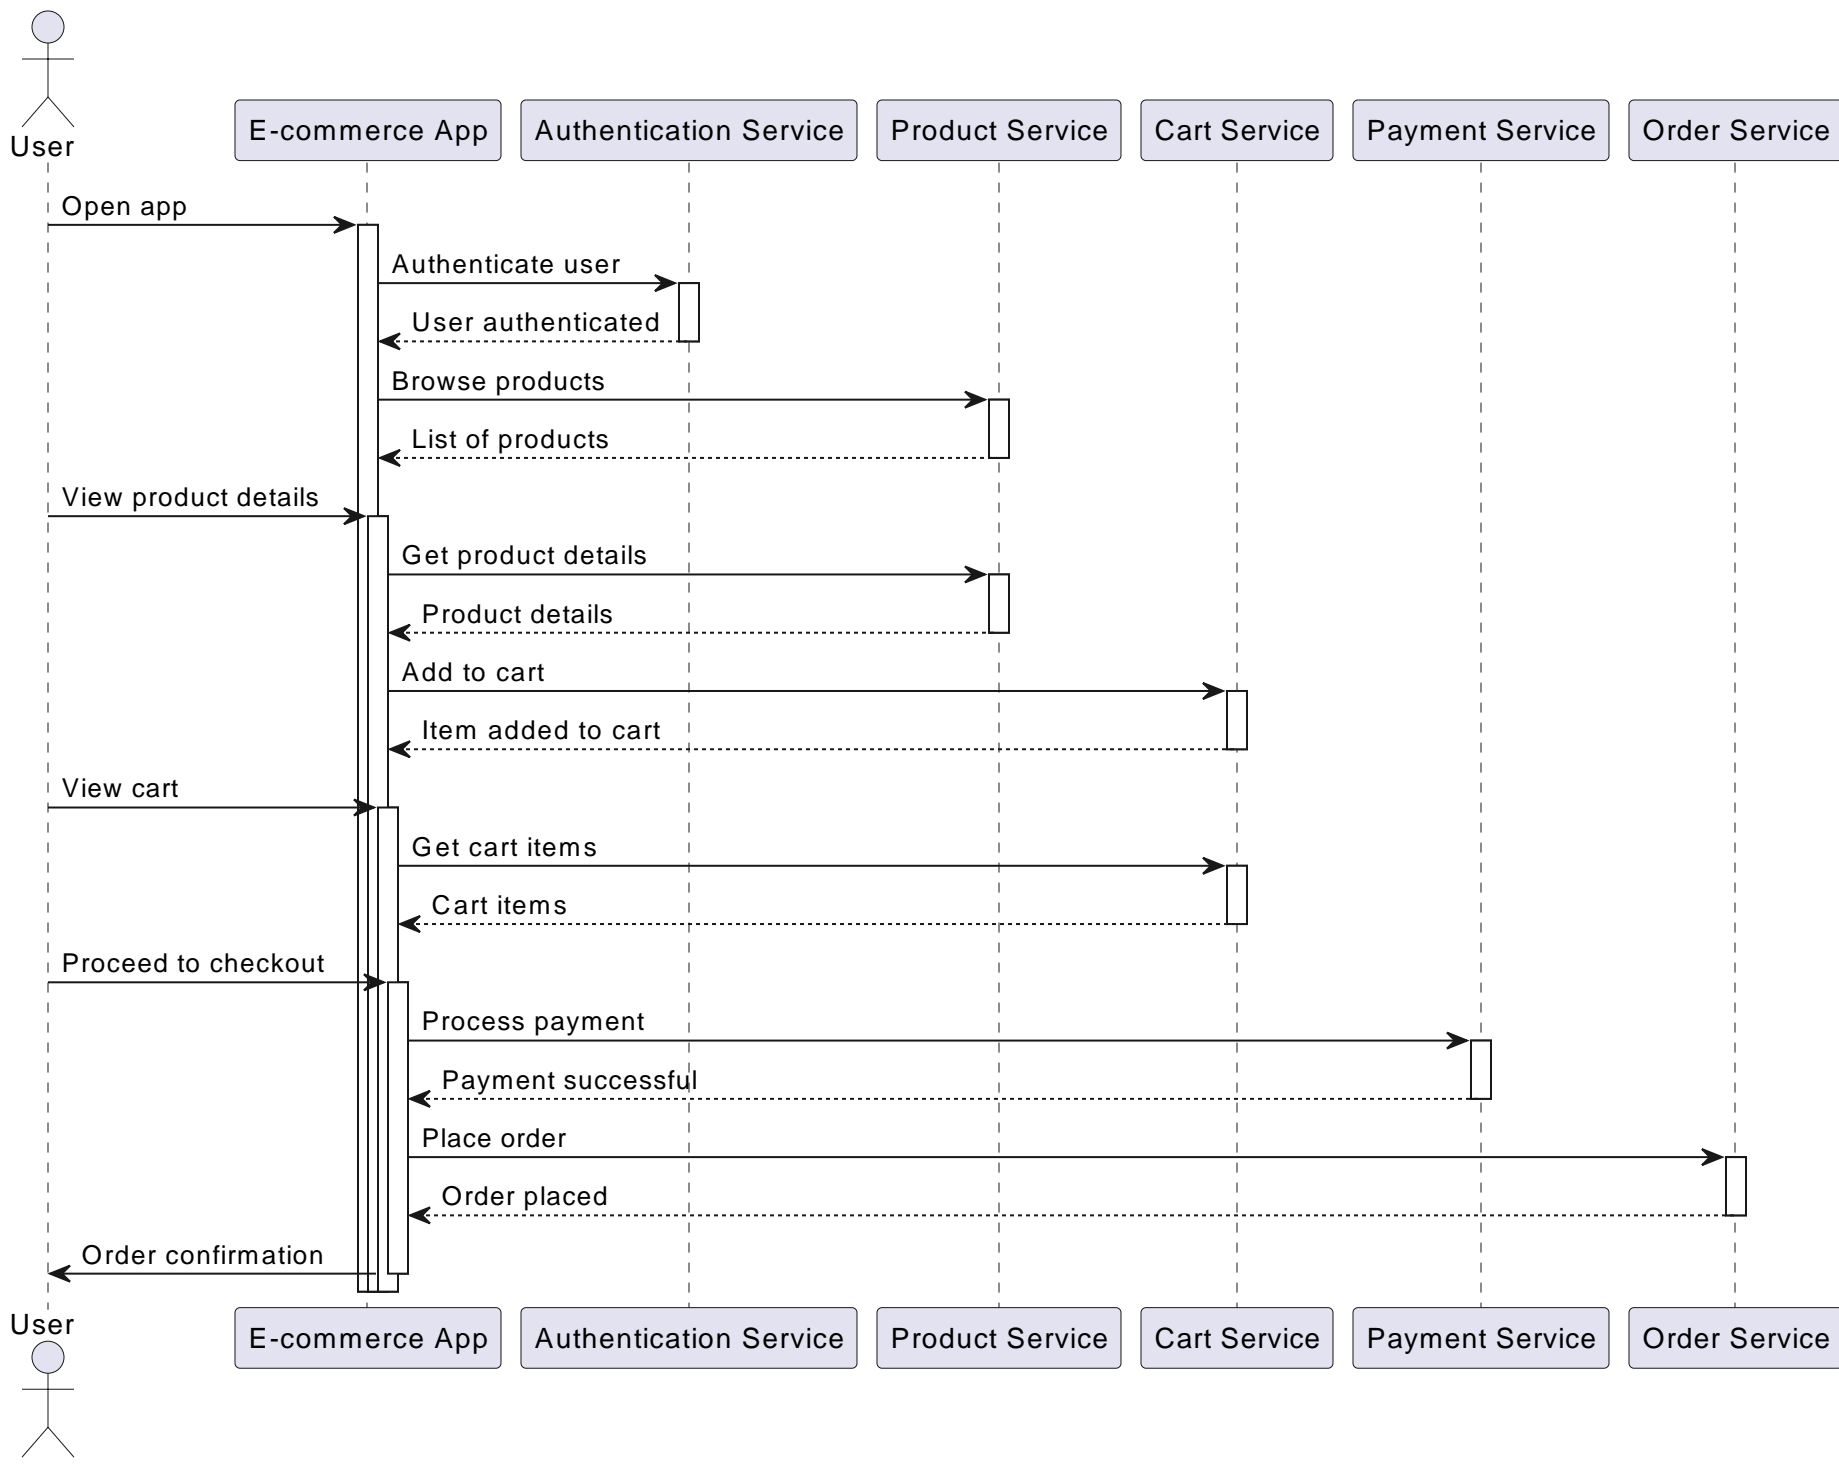 User
E-commerce App
Authentication Service
Product Service
Cart Service
Payment Service
Order Service
Open app
Authenticate user
User authenticated
Browse products
List of products
View product details
Get product details
Product details
Add to cart
Item added to cart
View cart
Get cart items
Cart items
Proceed to checkout
Process payment
Payment successful
Place order
Order placed
Order confirmation
User
E-commerce App
Authentication Service
Product Service
Cart Service
Payment Service
Order Service